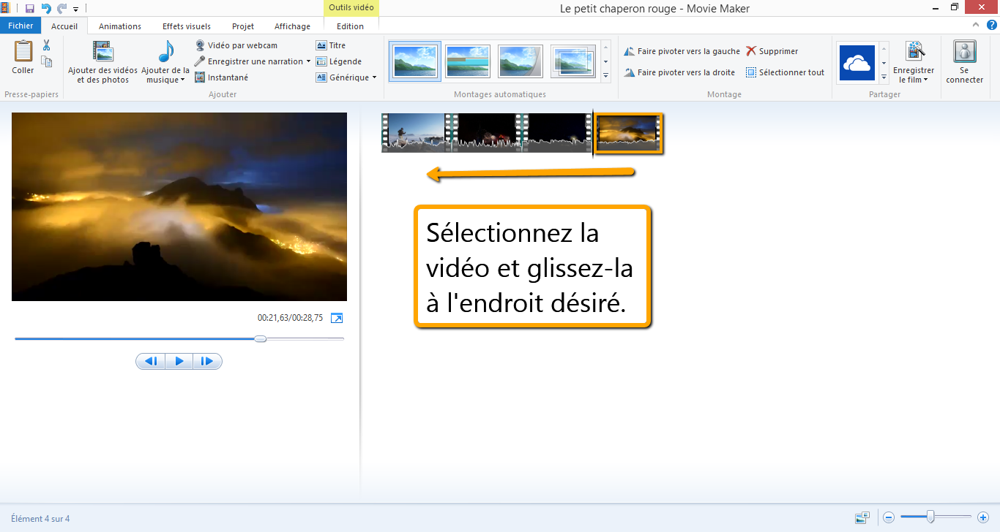 Outils vidéo
Le petit chaperon rouge - Movie Maker
Fichier
Accueil
Animations
Effets visuels
Projet
Affichage
Edition
Coller
Presse-papiers
Ajouter des vidéos
et des photos
Ajouter de la
musique
Vidéo par webcam
Enregistrer une narration
Instantané
Titre
Légende
Générique
Ajouter
Montages automatiques
Faire pivoter vers la gauche
Faire pivoter vers la droite
Supprimer
Sélectionner tout
Montage
Enregistrer
le film
Partager
Se
connecter
Sélectionnez la
vidéo et glissez-la
à l'endroit désiré.
00:21,63/00:28,75
Élément 4 sur 4